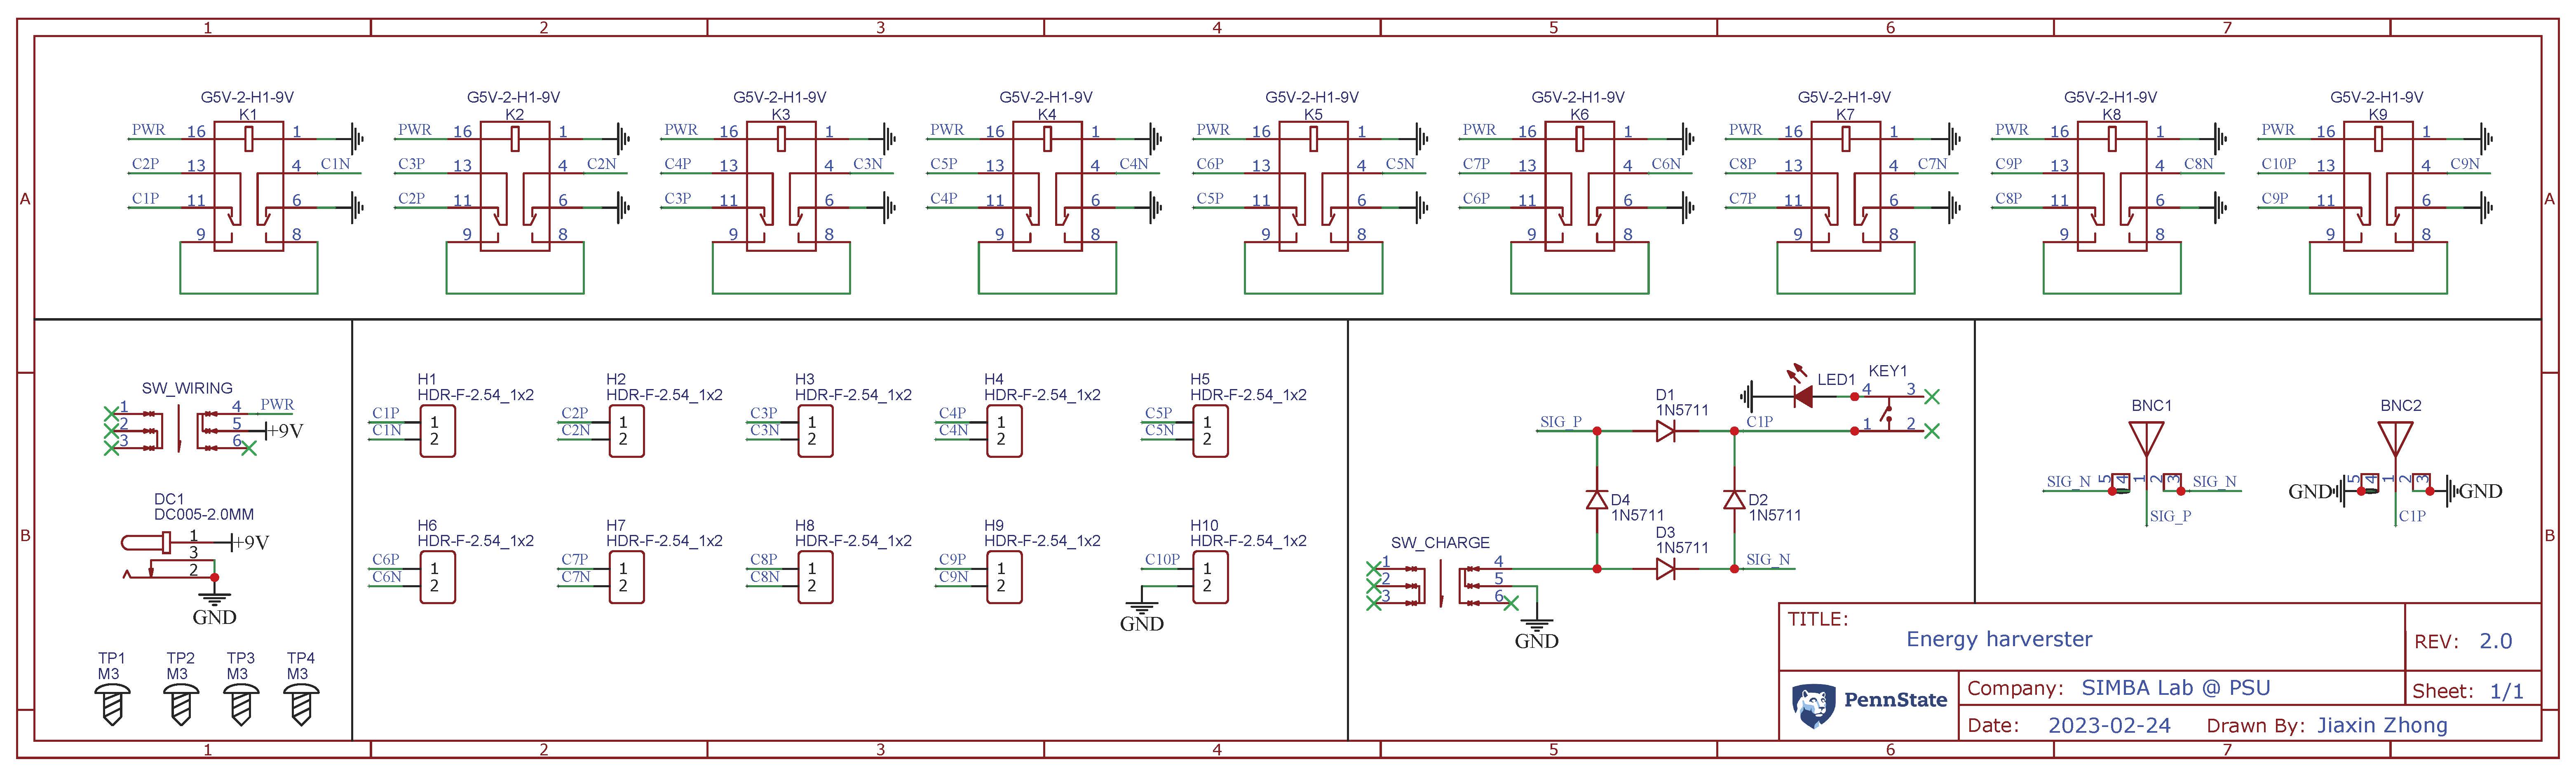 1 2 3 4 5 6 7
A A
G5V-2-H1-9V G5V-2-H1-9V G5V-2-H1-9V G5V-2-H1-9V G5V-2-H1-9V G5V-2-H1-9V G5V-2-H1-9V G5V-2-H1-9V G5V-2-H1-9V
K1 K2 K3 K4 K5 K6 K7 K8 K9
PWR 16 1 PWR 16 1 PWR 16 1 PWR 16 1 PWR 16 1 PWR 16 1 PWR 16 1 PWR 16 1 PWR 16 1
C2P 13 4 C1N C3P 13 4 C2N C4P 13 4 C3N C5P 13 4 C4N C6P 13 4 C5N C7P 13 4 C6N C8P 13 4 C7N C9P 13 4 C8N C10P 13 4 C9N
C1P 11 6 C2P 11 6 C3P 11 6 C4P 11 6 C5P 11 6 C6P 11 6 C7P 11 6 C8P 11 6 C9P 11 6
9 8 9 8 9 8 9 8 9 8 9 8 9 8 9 8 9 8
B B
SW_WIRING
1 4 PWR
2 5 +9V
3 6
DC1
DC005-2.0MM
1 +9V
3
2
GND
TP1 TP2 TP3 TP4
M3 M3 M3 M3
H1 H2 H3 H4 H5
HDR-F-2.54_1x2 HDR-F-2.54_1x2 HDR-F-2.54_1x2 HDR-F-2.54_1x2 HDR-F-2.54_1x2
C1P 1 C2P 1 C3P 1 C4P 1 C5P 1
C1N 2 C2N 2 C3N 2 C4N 2 C5N 2
H6 H7 H8 H9 H10
HDR-F-2.54_1x2 HDR-F-2.54_1x2 HDR-F-2.54_1x2 HDR-F-2.54_1x2 HDR-F-2.54_1x2
C6P 1 C7P 1 C8P 1 C9P 1 C10P 1
C6N 2 C7N 2 C8N 2 C9N 2 2
GND
LED1 KEY1
4 3
D1
1N5711
SIG_P C1P 1 2
D4 D2
1N5711 1N5711
D3
1N5711
SIG_N
SW_CHARGE
1 4
2 5
3 6
GND
BNC1 BNC2
SIG_N 5 4 1 2 3 SIG_N
SIG_P
GND 5 4 1 2 3 GND
C1P
TITLE:
Energy harverster
REV: 2.0
PennState
Company: SIMBA Lab @ PSU
Sheet: 1/1
Date: 2023-02-24 Drawn By: Jiaxin Zhong
1 2 3 4 5 6 7